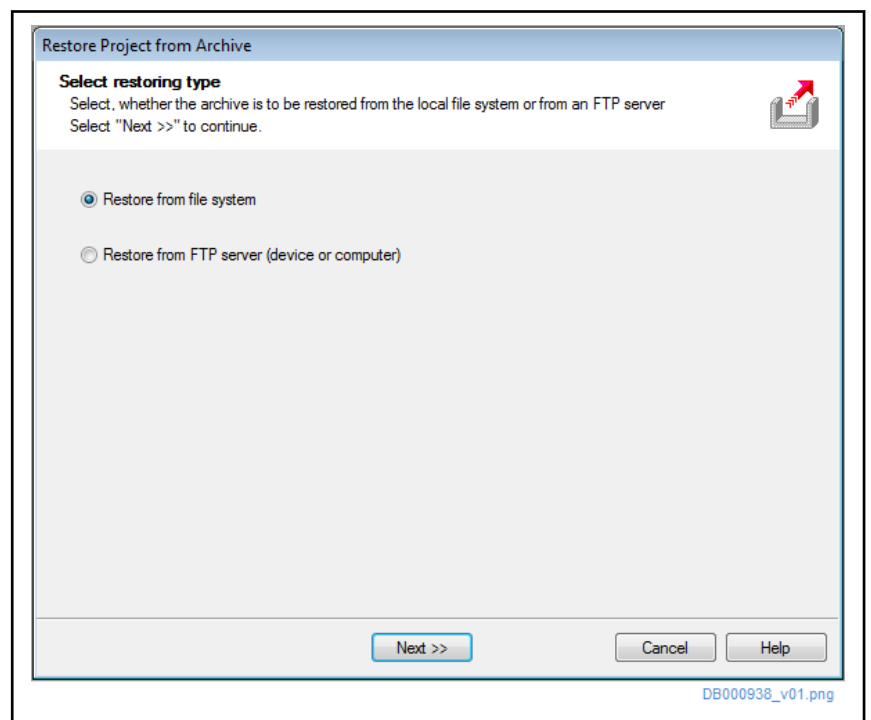 Restore Project from Archive
Select restoring type
Select, whether the archive is to be restored from the local file system or from an FTP server
Select "Next >>" to continue.
Restore from file system
Restore from FTP server (device or computer)
Next >>
Cancel
Help
DB000938_v01.png